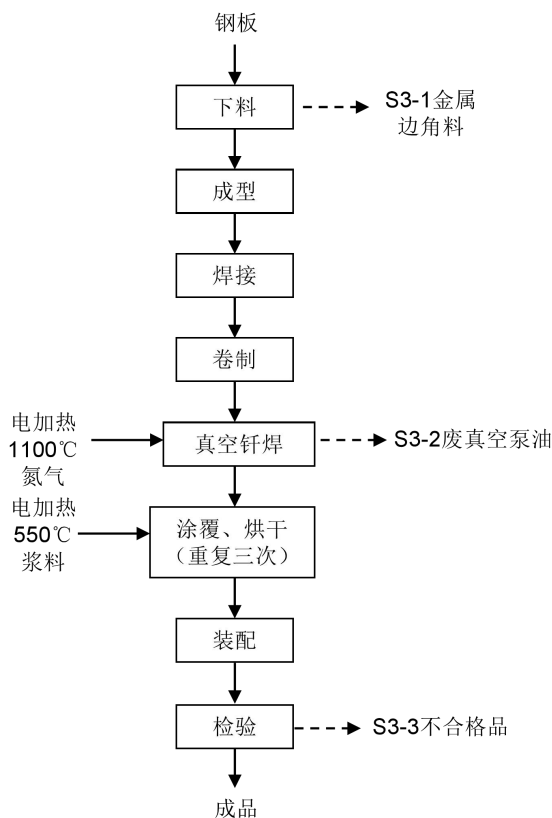 钢板
下料
S3-1金属
边角料
成型
焊接
卷制
电加热
1100℃
氮气
真空钎焊
S3-2废真空泵油
电加热
550℃
浆料
涂覆、烘干
（重复三次）
装配
检验
S3-3不合格品
成品